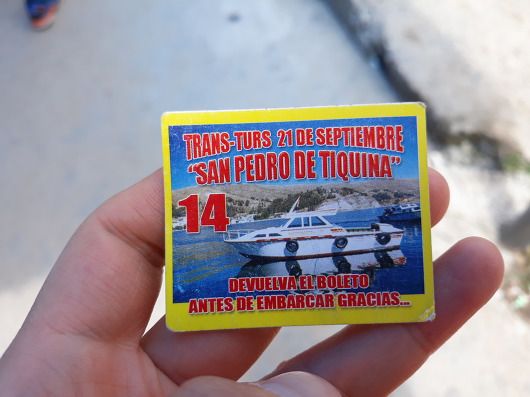 TRANS-TURS 21 DE SEPTIEMBRE
"SAN PEDRO DE TIQUINA"
14
DEVUELVA EL BOLETO
ANTES DE EMBARCAR GRACIAS...